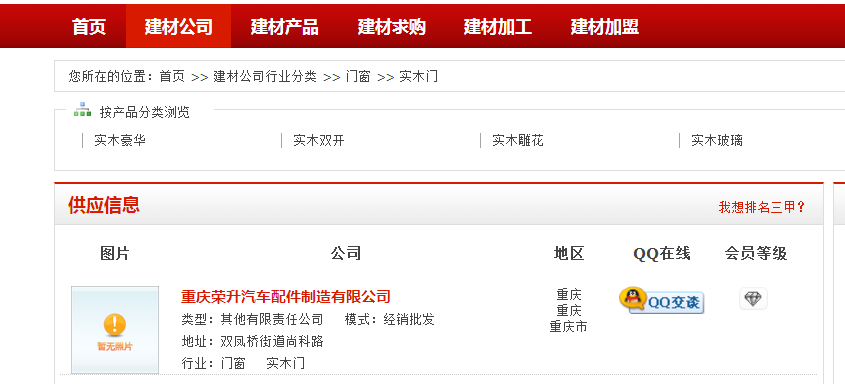 首页 建材公司 建材产品 建材求购 建材加工 建材加盟
您所在的位置：首页 >> 建材公司行业分类 >> 门窗 >> 实木门
按产品分类浏览
实木豪华 实木双开 实木雕花 实木玻璃
供应信息 我想排名三甲？
图片 公司 地区 QQ在线 会员等级
暂无照片
重庆荣升汽车配件制造有限公司
类型：其他有限责任公司 模式：经销批发
地址：双凤桥街道尚科路
行业：门窗 实木门
重庆
重庆
重庆市
QQ交谈